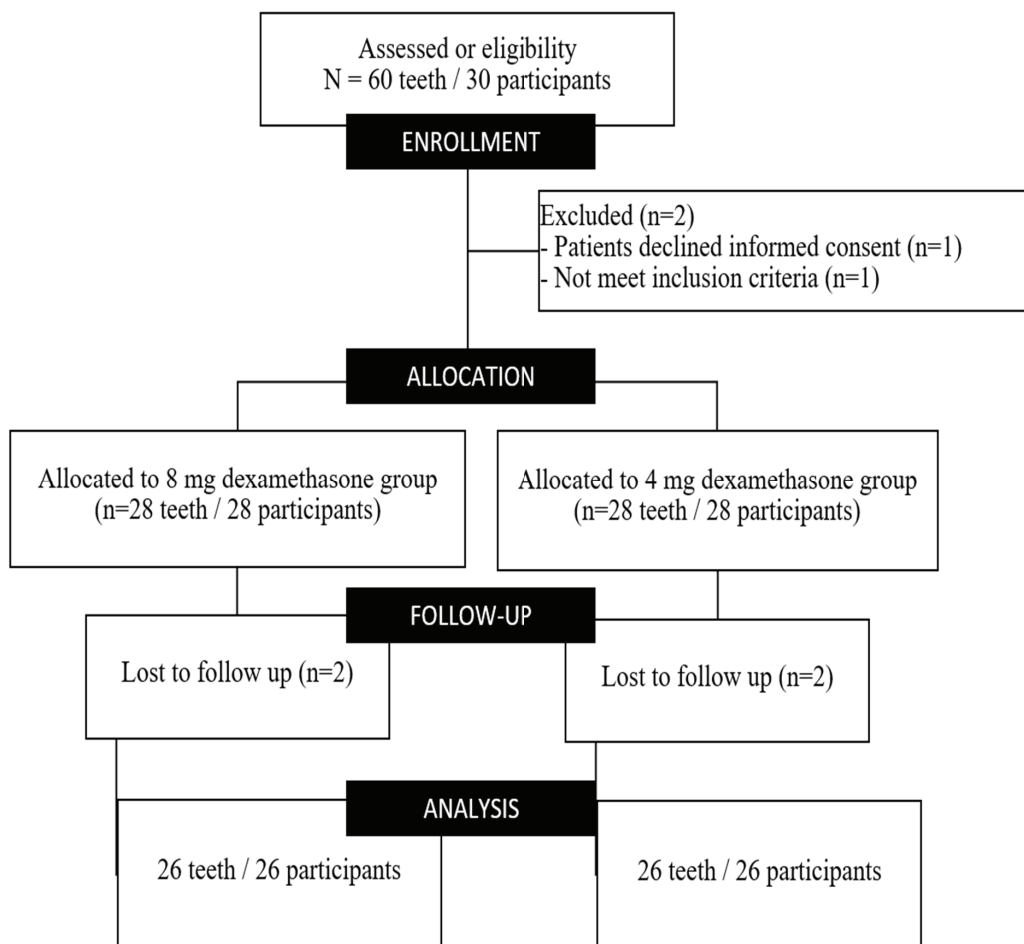 Assessed or eligibility
N = 60 teeth / 30 participants
ENROLLMENT
Excluded (n=2)
- Patients declined informed consent (n=1)
- Not meet inclusion criteria (n=1)
ALLOCATION
Allocated to 8 mg dexamethasone group
(n=28 teeth / 28 participants)
Allocated to 4 mg dexamethasone group
(n=28 teeth / 28 participants)
FOLLOW-UP
Lost to follow up (n=2)
Lost to follow up (n=2)
ANALYSIS
26 teeth / 26 participants
26 teeth / 26 participants